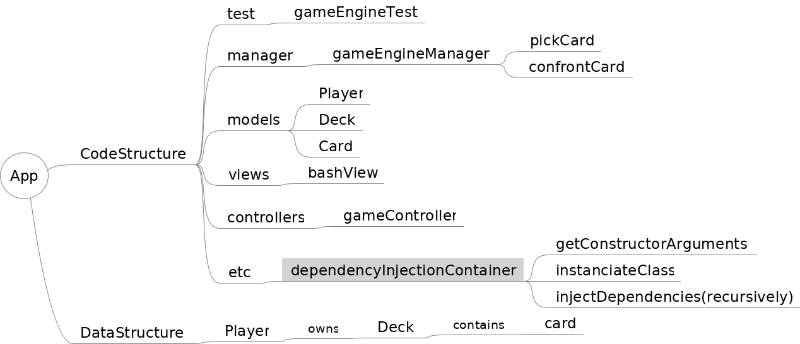 test
gameEngineTest
manager
gameEngineManager
pickCard
confrontCard
models
Player
Deck
Card
App
CodeStructure
views
bashView
controllers
gameController
etc
dependencyInjectionContainer
getConstructorArguments
instanciateClass
injectDependencies(recursively)
DataStructure
Player
owns
Deck
contains
card